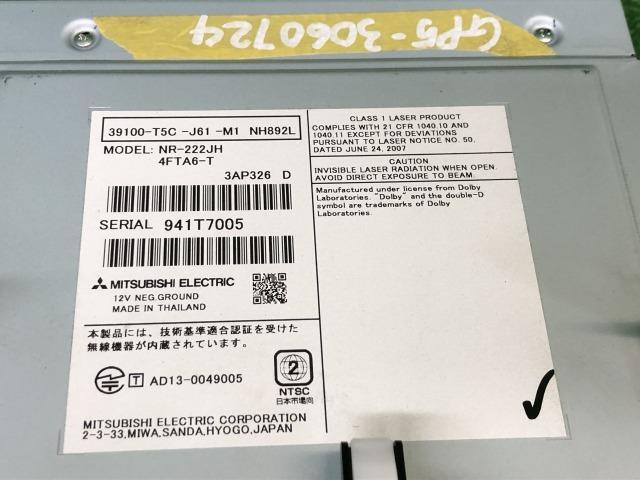 GP5-3060724
39100-T5C -J61 -M1 NH892L
MODEL: NR-222JH
4FTA6-T
3AP326 D
SERIAL 941T7005
MITSUBISHI ELECTRIC
12V NEG.GROUND
MADE IN THAILAND
本製品には、技術基準適合認証を受けた
無線機器が内蔵されています。
T AD13-0049005
2
NTSC
日本市場向
MITSUBISHI ELECTRIC CORPORATION
2-3-33,MIWA,SANDA,HYOGO,JAPAN
CLASS 1 LASER PRODUCT
COMPLIES WITH 21 CFR 1040.10 AND
1040.11 EXCEPT FOR DEVIATIONS
PURSUANT TO LASER NOTICE NO. 50,
DATED JUNE 24, 2007
CAUTION
INVISIBLE LASER RADIATION WHEN OPEN.
AVOID DIRECT EXPOSURE TO BEAM.
Manufactured under license from Dolby
Laboratories. "Dolby" and the double-D
symbol are trademarks of Dolby
Laboratories.